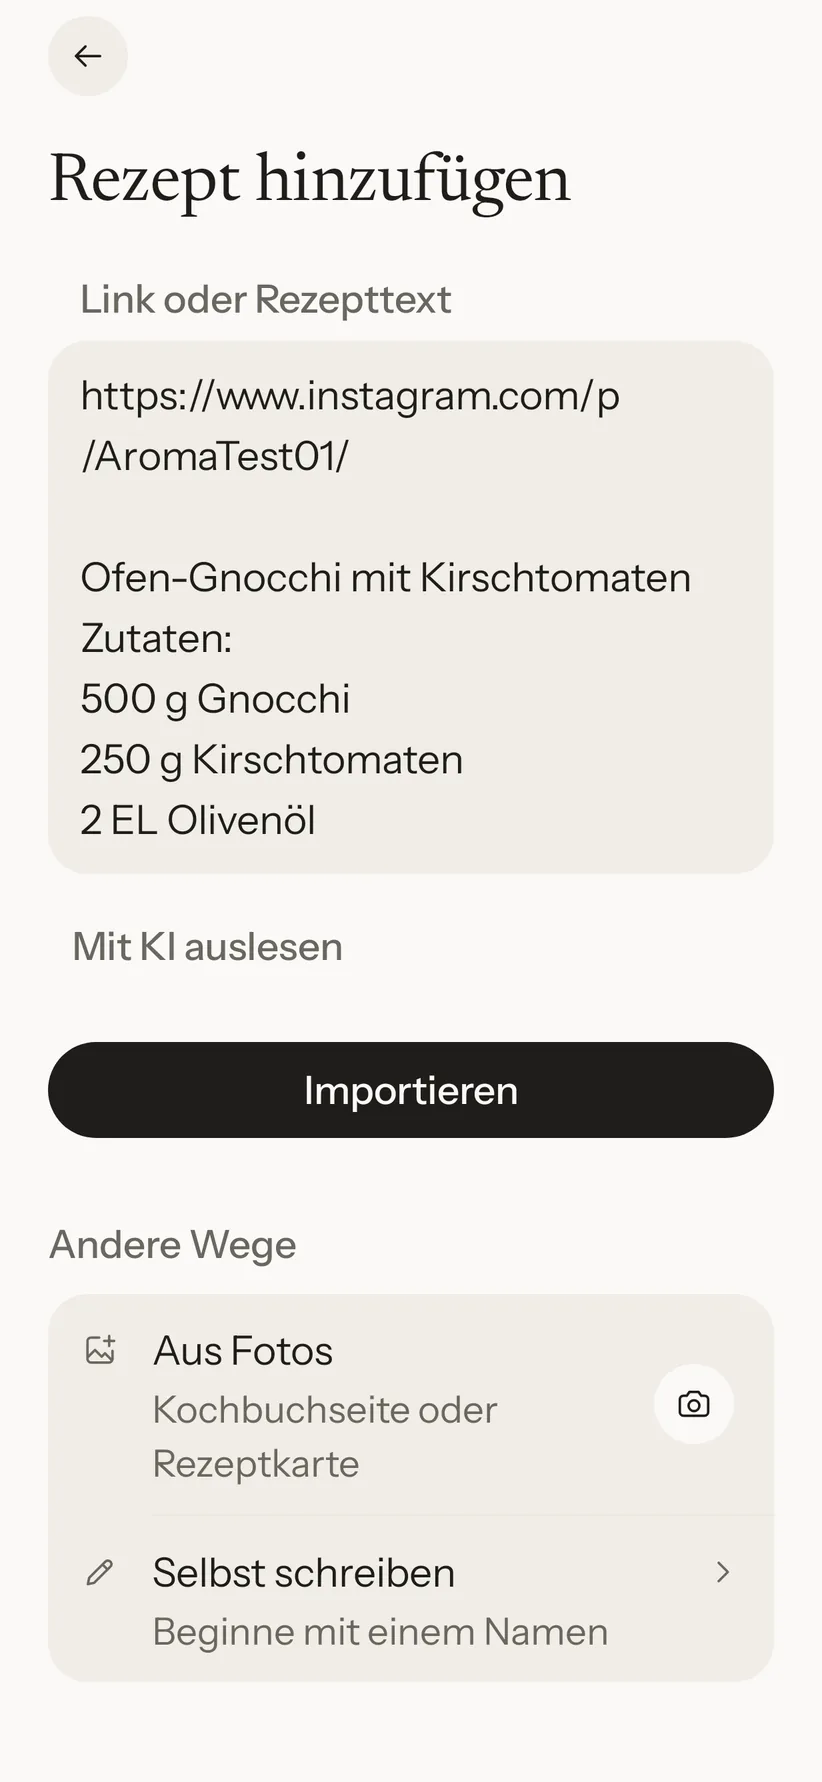 Rezept hinzufügen
Link oder Rezepttext
https://www.instagram.com/p
/AromaTest01/
Ofen-Gnocchi mit Kirschtomaten
Zutaten:
500 g Gnocchi
250 g Kirschtomaten
2 EL Olivenöl
Mit KI auslesen
Importieren
Andere Wege
Aus Fotos
Kochbuchseite oder
Rezeptkarte
Selbst schreiben
Beginne mit einem Namen